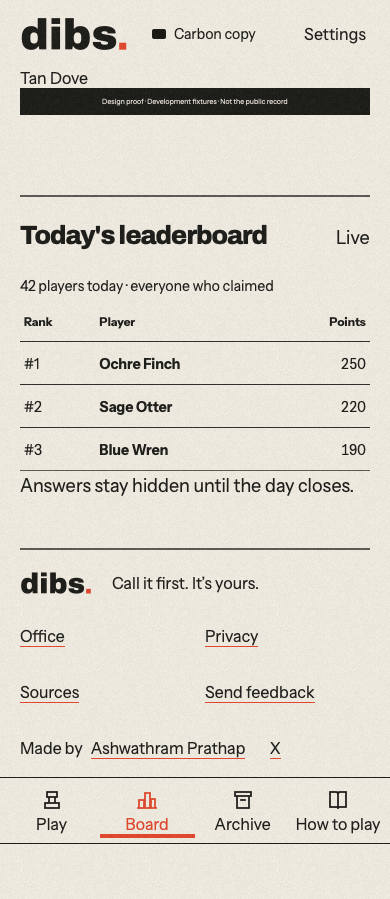 dibs.
Carbon copy
Settings
Tan Dove
Design proof · Development fixtures · Not the public record
Today's leaderboard
Live
42 players today · everyone who claimed
Rank Player Points
#1 Ochre Finch 250
#2 Sage Otter 220
#3 Blue Wren 190
Answers stay hidden until the day closes.
dibs. Call it first. It's yours.
Office Privacy
Sources Send feedback
Made by Ashwathram Prathap X
Play Board Archive How to play